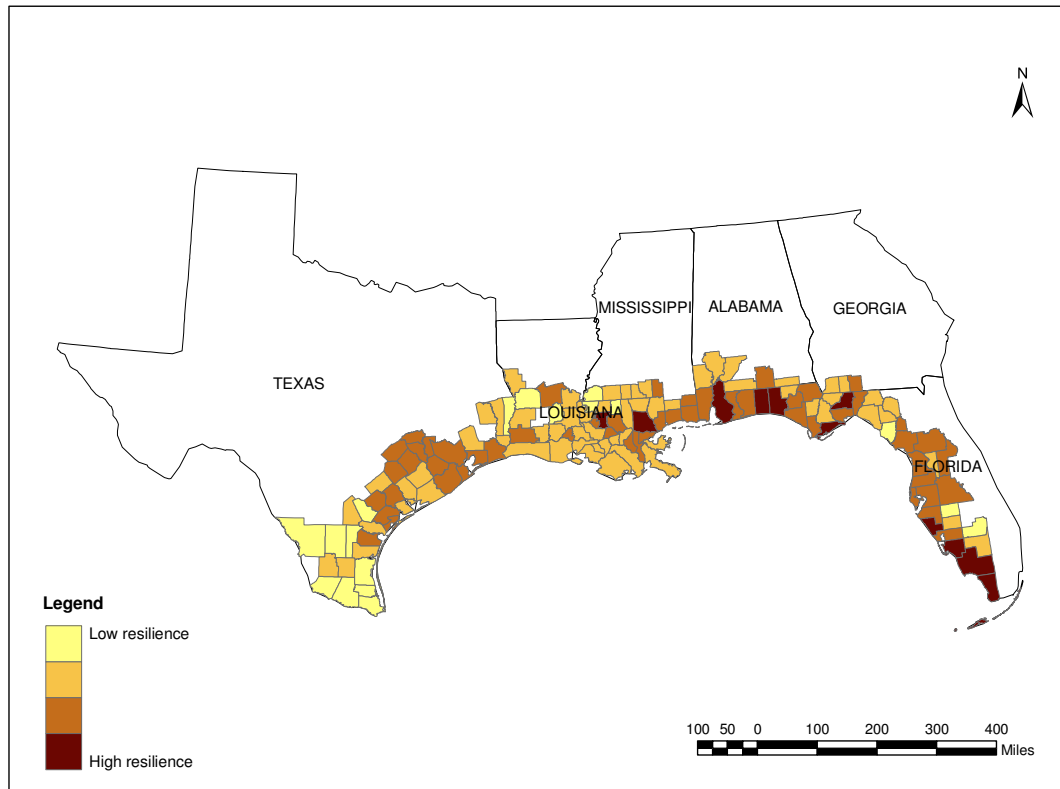 N
MISSISSIPPI
ALABAMA
GEORGIA
TEXAS
LOUISIANA
FLORIDA
Legend
Low resilience
High resilience
100 50 0 100 200 300 400
Miles